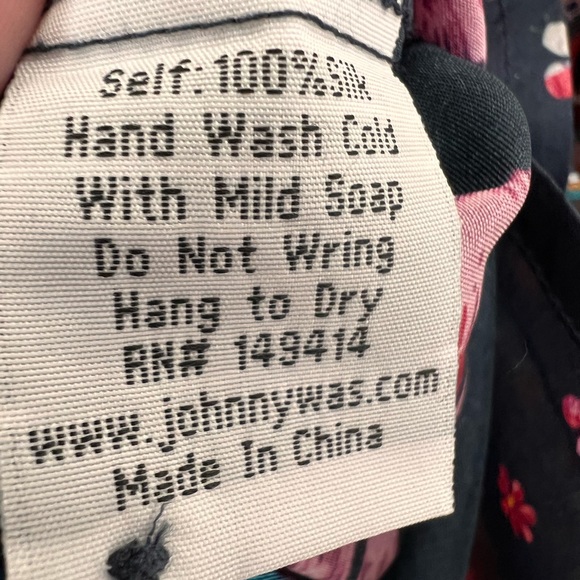 Self: 100% Silk
Hand Wash Cold
With Mild Soap
Do Not Wring
Hang to Dry
RN# 149414
www.johnnywas.com
Made In China